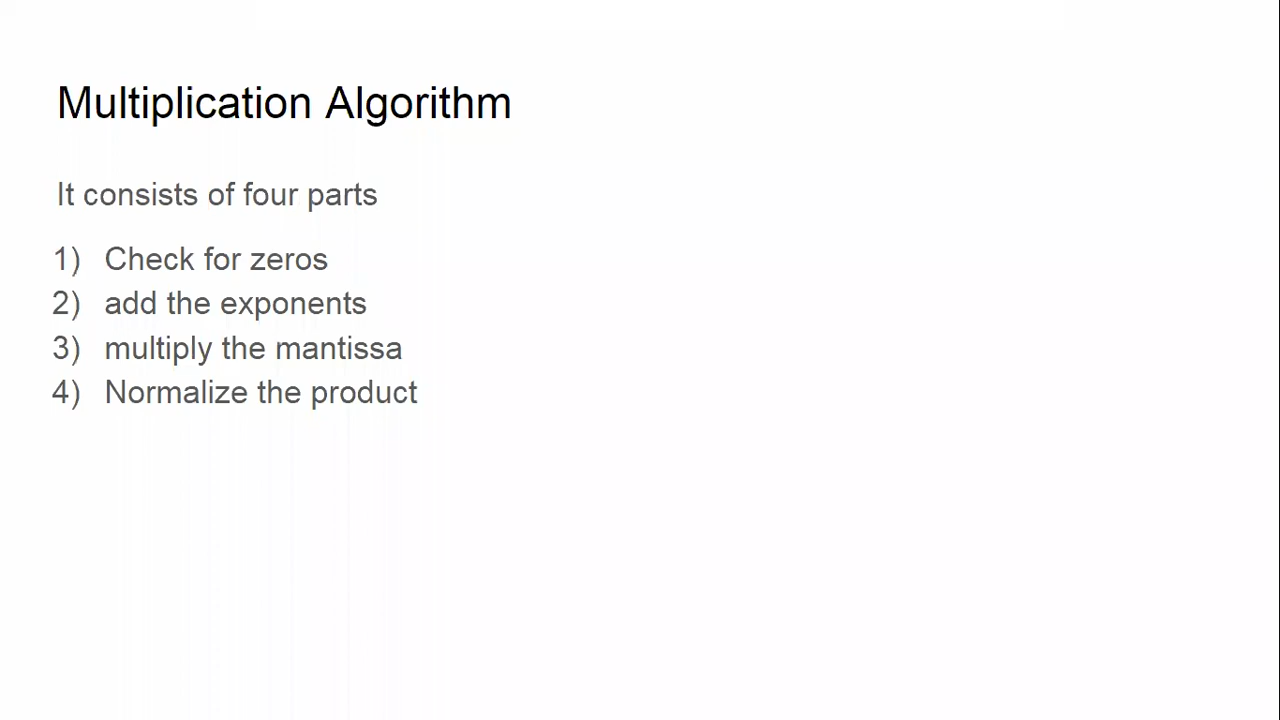 Multiplication Algorithm
It consists of four parts
1) Check for zeros
2) add the exponents
3) multiply the mantissa
4) Normalize the product